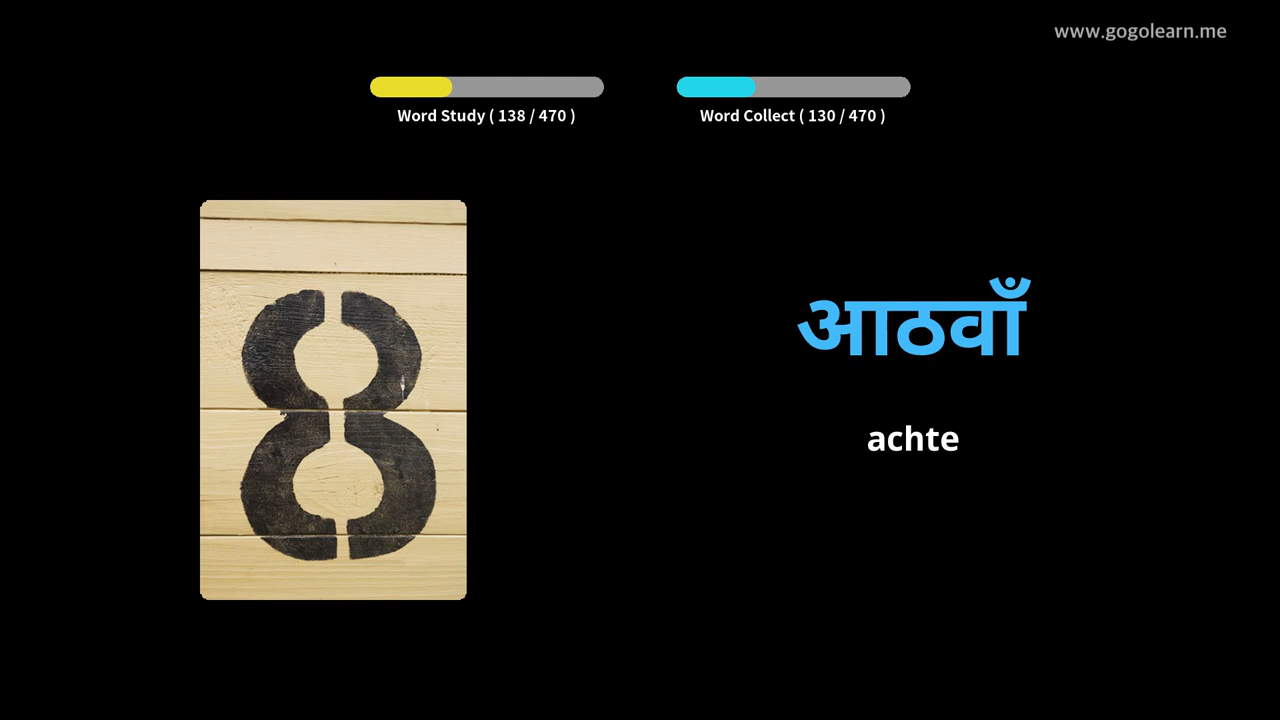 www.gogolearn.me
Word Study ( 138 / 470 )
Word Collect ( 130 / 470 )
8
आठवाँ
achte